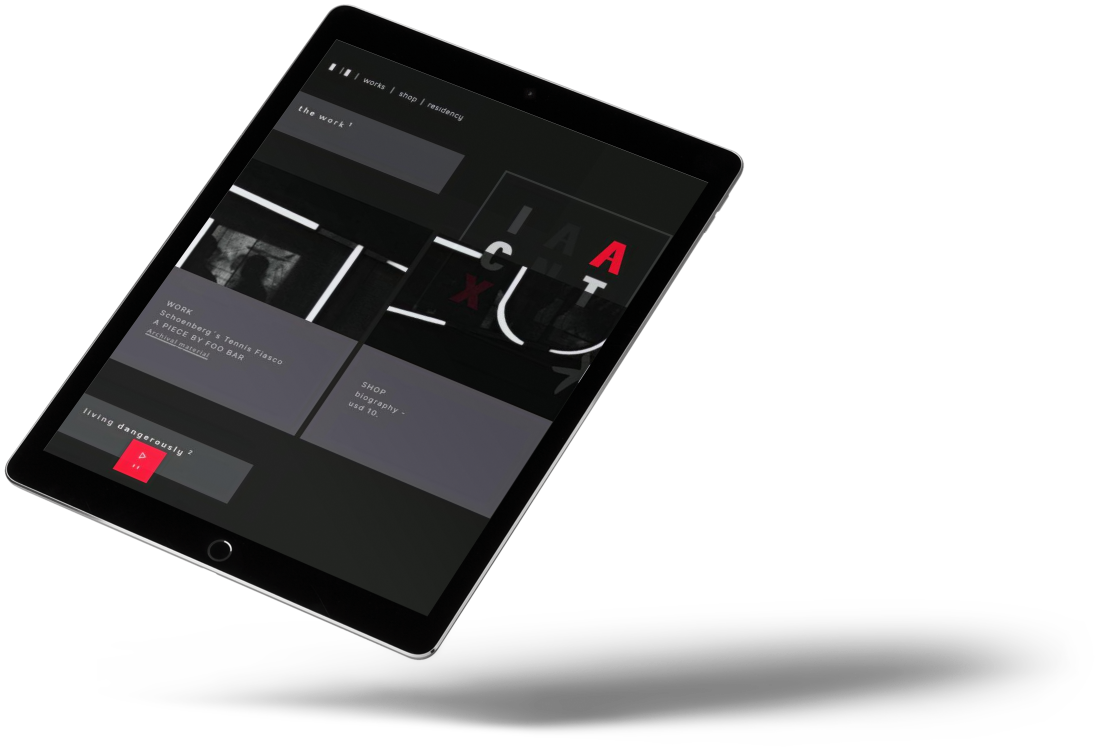 | works | shop | residency
the work ¹
I A A
C N T
X
WORK
Schoenberg's Tennis Fiasco
A PIECE BY FOO BAR
Archival material
SHOP
biography -
usd 10.
living dangerously ²